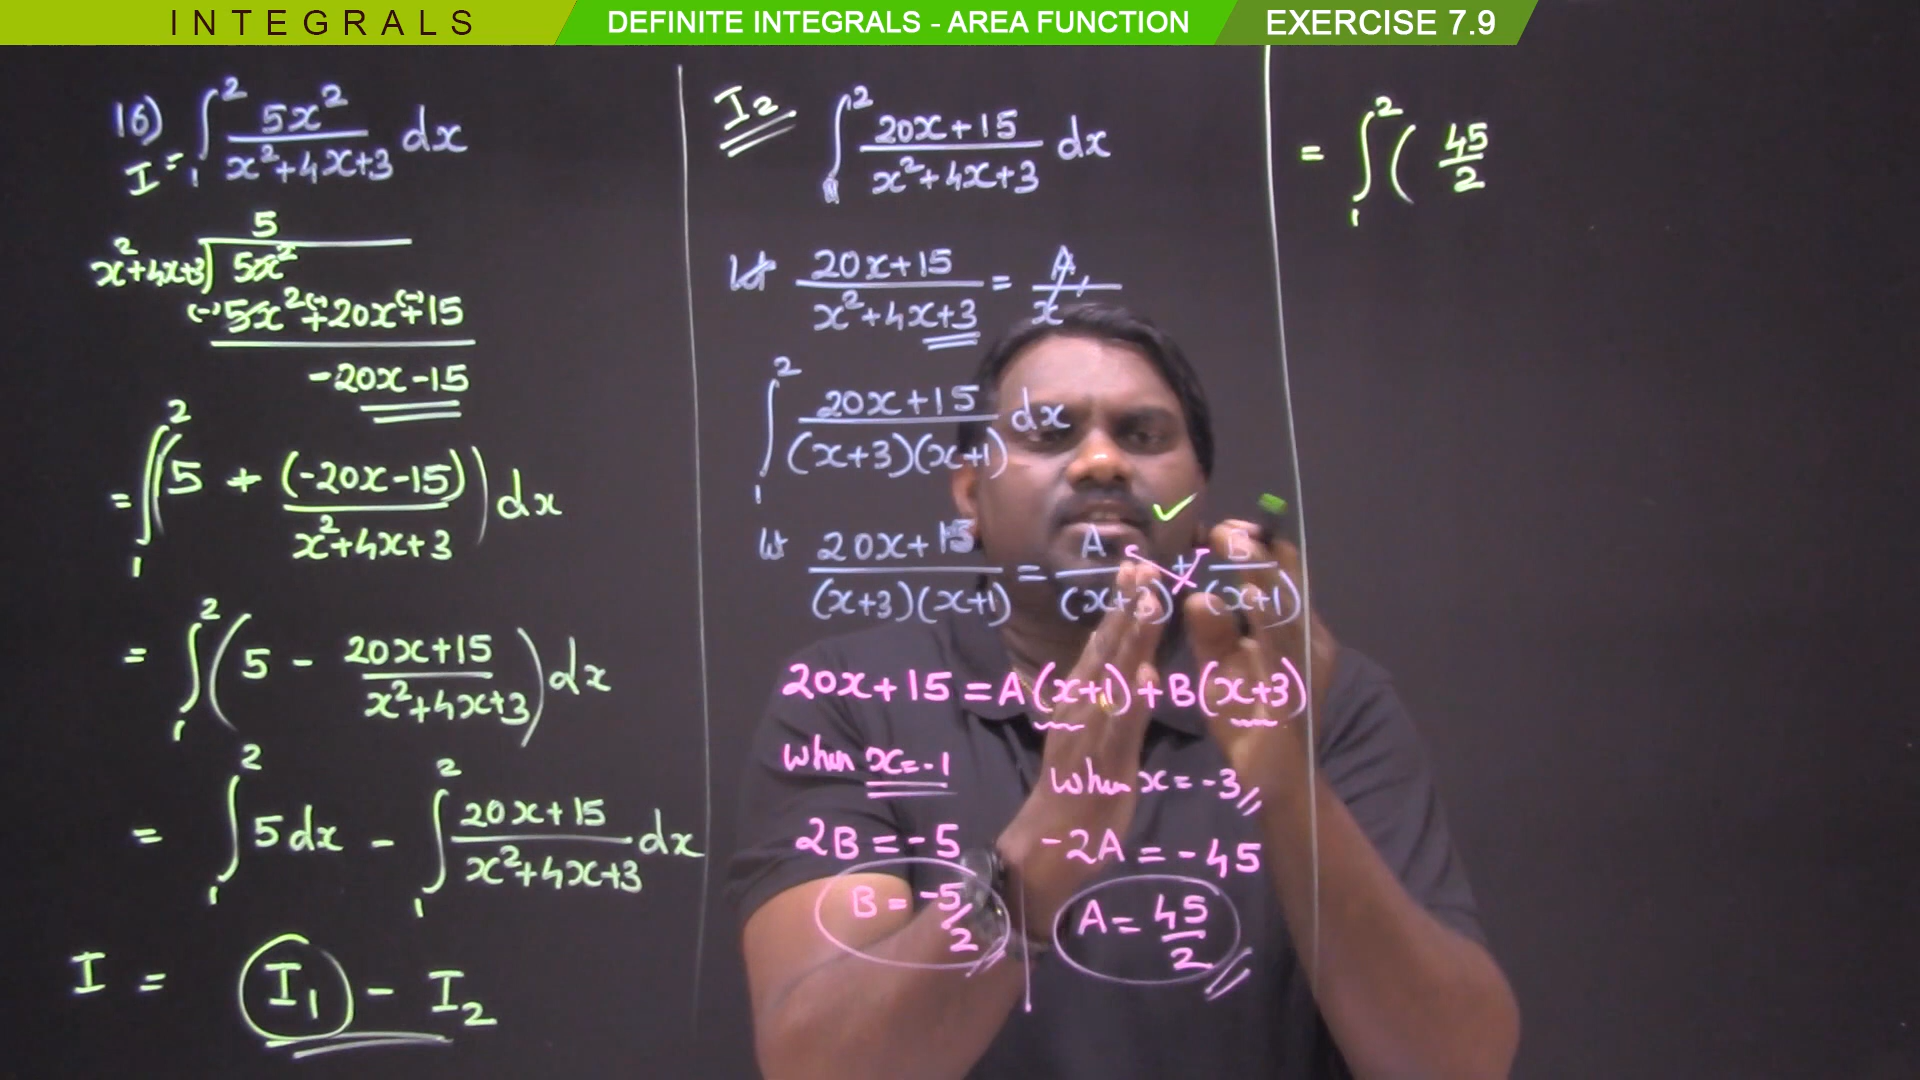 INTEGRALS
DEFINITE INTEGRALS - AREA FUNCTION
EXERCISE 7.9
16) I = ∫₁² 5x²/(x²+4x+3) dx
5
x²+4x+3) 5x²
(-)5x²(-)+20x(-)+15
-20x-15
= ∫₁² (5 + (-20x-15)/(x²+4x+3)) dx
= ∫₁² (5 - (20x+15)/(x²+4x+3)) dx
= ∫₁² 5dx - ∫₁² (20x+15)/(x²+4x+3) dx
I = I₁ - I₂
I₂ ∫₁² (20x+15)/(x²+4x+3) dx
let (20x+15)/(x²+4x+3) = A/x
∫₁² (20x+15)/((x+3)(x+1)) dx
let (20x+15)/((x+3)(x+1)) = A/(x+3) + B/(x+1)
20x+15 = A(x+1)+B(x+3)
when x=-1
2B = -5
B = -5/2
when x = -3
-2A = -45
A = 45/2
= ∫₁² ( 45/2